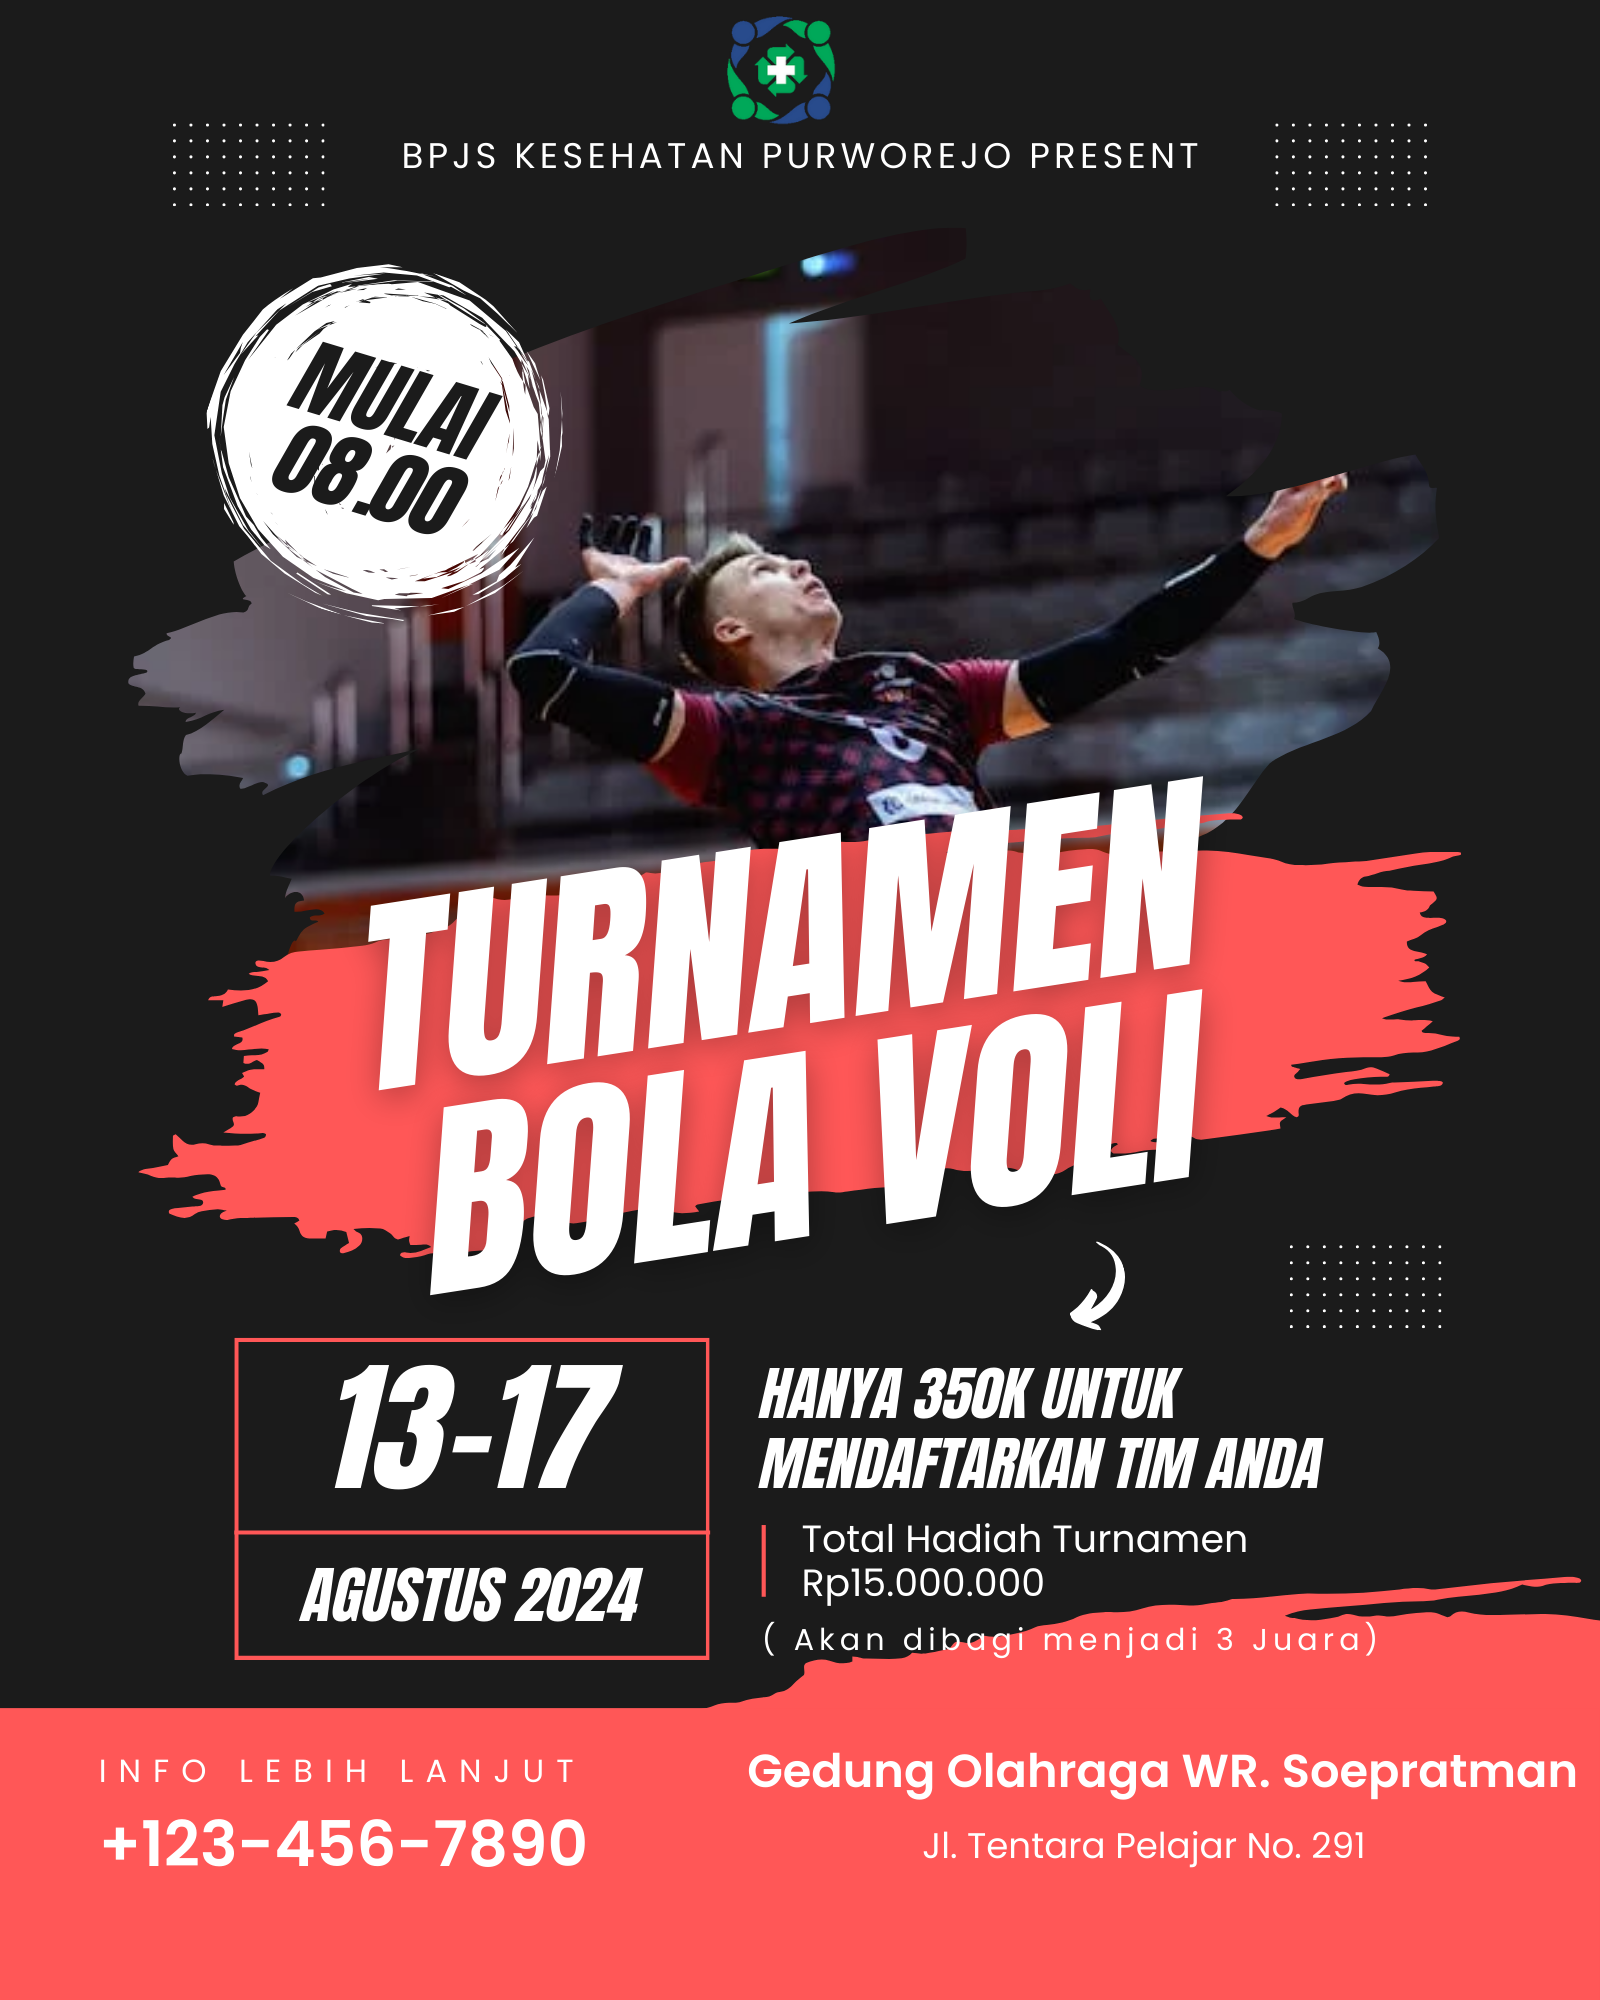 BPJS KESEHATAN PURWOREJO PRESENT
MULAI
08.00
TURNAMEN
BOLA VOLI
13-17
AGUSTUS 2024
HANYA 350K UNTUK
MENDAFTARKAN TIM ANDA
Total Hadiah Turnamen
Rp15.000.000
( Akan dibagi menjadi 3 Juara)
INFO LEBIH LANJUT
+123-456-7890
Gedung Olahraga WR. Soepratman
Jl. Tentara Pelajar No. 291